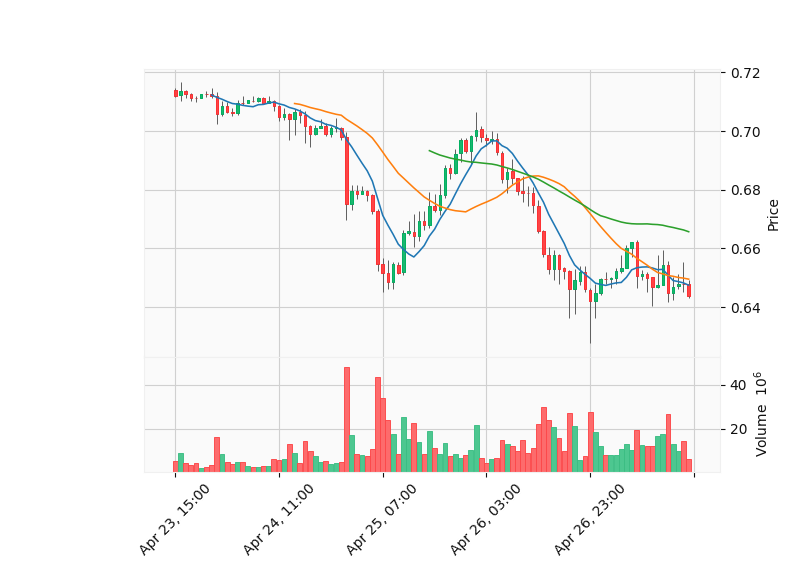 0.72
0.70
0.68
0.66
0.64
Price
40
20
Volume 10^6
Apr 23, 15:00
Apr 24, 11:00
Apr 25, 07:00
Apr 26, 03:00
Apr 26, 23:00